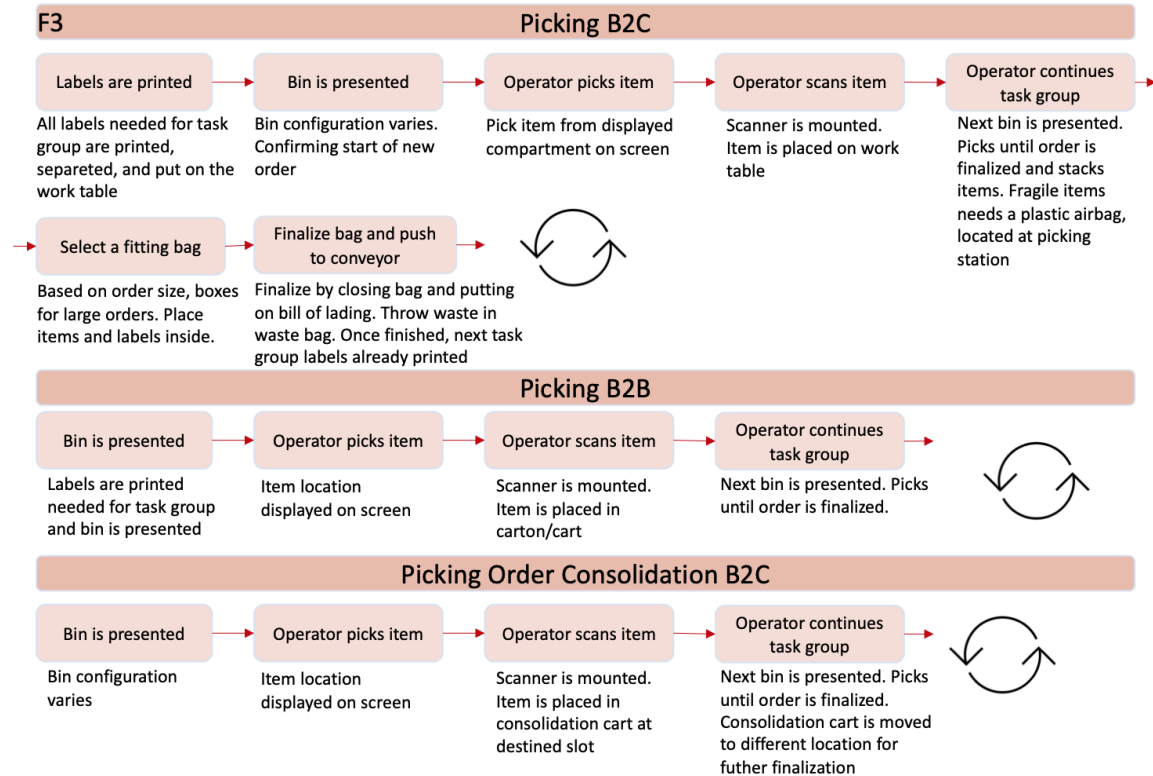 F3
Picking B2C
Labels are printed
All labels needed for task
group are printed,
separeted, and put on the
work table
Bin is presented
Bin configuration varies.
Confirming start of new
order
Operator picks item
Pick item from displayed
compartment on screen
Operator scans item
Scanner is mounted.
Item is placed on work
table
Operator continues
task group
Next bin is presented.
Picks until order is
finalized and stacks
items. Fragile items
needs a plastic airbag,
located at picking
station
Select a fitting bag
Based on order size, boxes
for large orders. Place
items and labels inside.
Finalize bag and push
to conveyor
Finalize by closing bag and putting
on bill of lading. Throw waste in
waste bag. Once finished, next task
group labels already printed
Picking B2B
Bin is presented
Labels are printed
needed for task group
and bin is presented
Operator picks item
Item location
displayed on screen
Operator scans item
Scanner is mounted.
Item is placed in
carton/cart
Operator continues
task group
Next bin is presented. Picks
until order is finalized.
Picking Order Consolidation B2C
Bin is presented
Bin configuration
varies
Operator picks item
Item location
displayed on screen
Operator scans item
Scanner is mounted.
Item is placed in
consolidation cart at
destined slot
Operator continues
task group
Next bin is presented. Picks
until order is finalized.
Consolidation cart is moved
to different location for
futher finalization